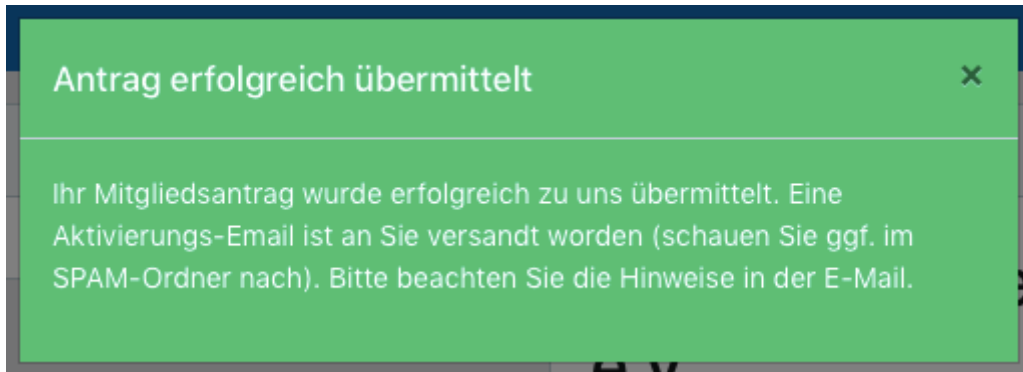 Antrag erfolgreich übermittelt
Ihr Mitgliedsantrag wurde erfolgreich zu uns übermittelt. Eine
Aktivierungs-Email ist an Sie versandt worden (schauen Sie ggf. im
SPAM-Ordner nach). Bitte beachten Sie die Hinweise in der E-Mail.